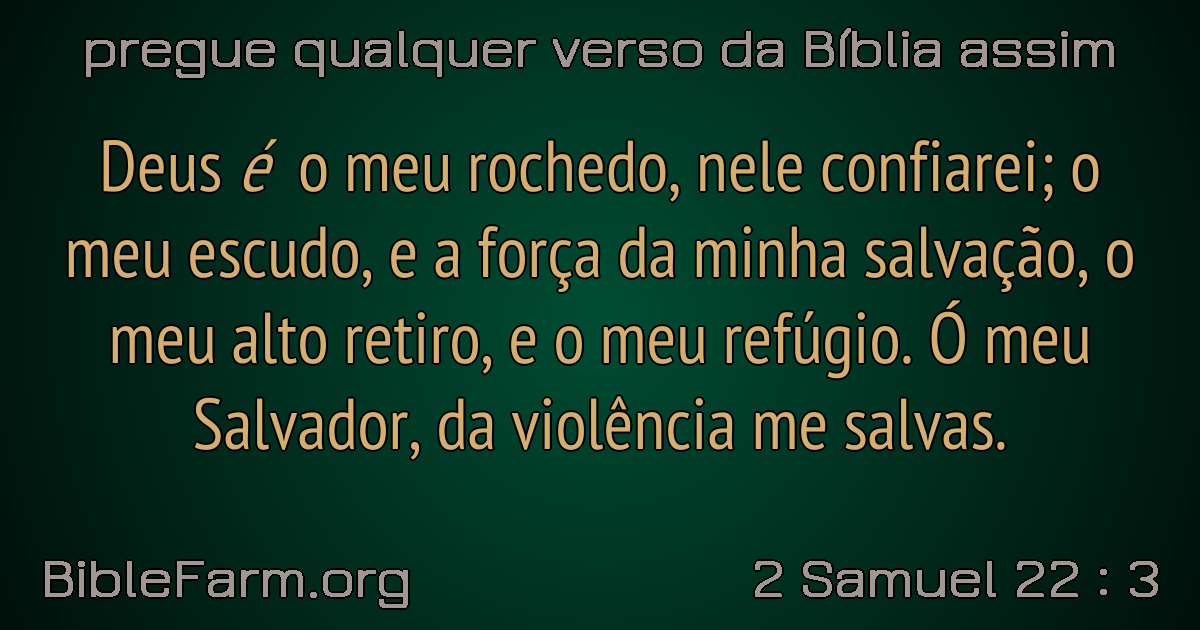 pregue qualquer verso da Bíblia assim
Deus é o meu rochedo, nele confiarei; o
meu escudo, e a força da minha salvação, o
meu alto retiro, e o meu refúgio. Ó meu
Salvador, da violência me salvas.
BibleFarm.org
2 Samuel 22 : 3